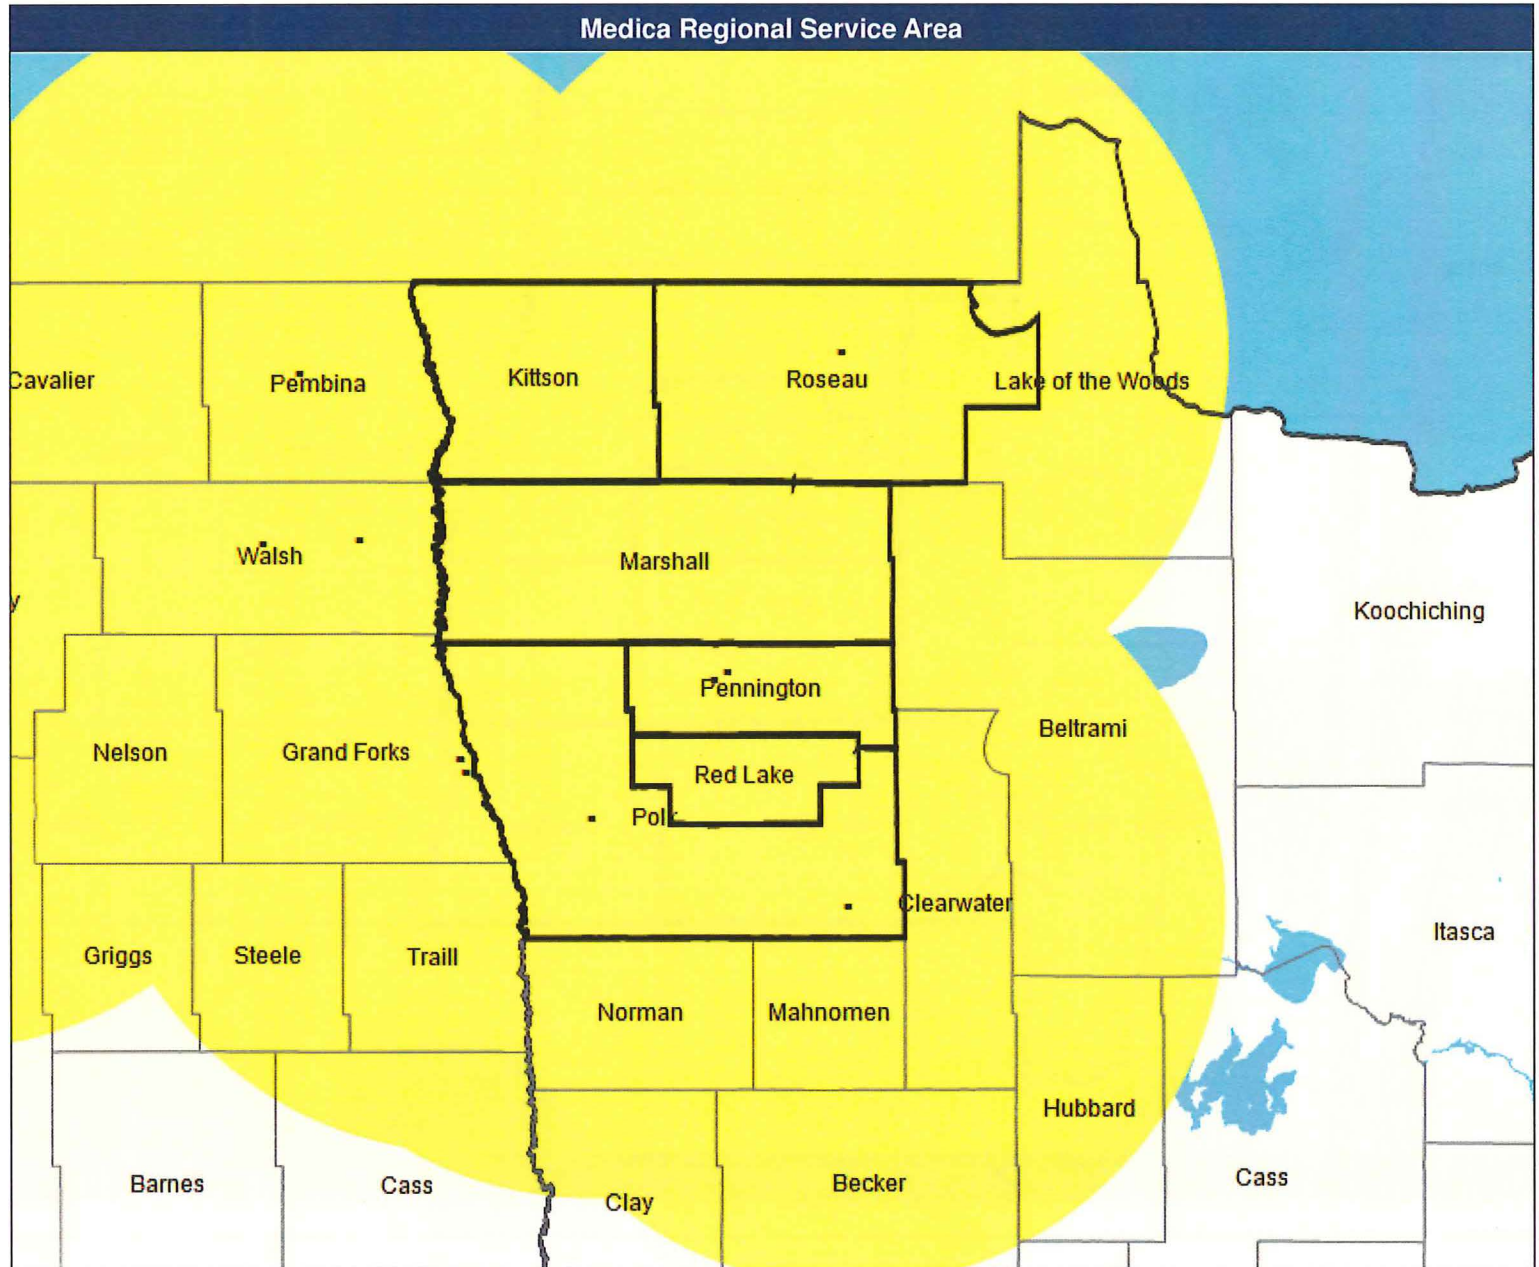 Medica Regional Service Area
Cavalier
Pembina
Kittson
Roseau
Lake of the Woods
Walsh
Marshall
y
Koochiching
Pennington
Nelson
Grand Forks
Beltrami
Red Lake
Polk
Clearwater
Griggs
Steele
Traill
Itasca
Norman
Mahnomen
Hubbard
Barnes
Cass
Clay
Becker
Cass